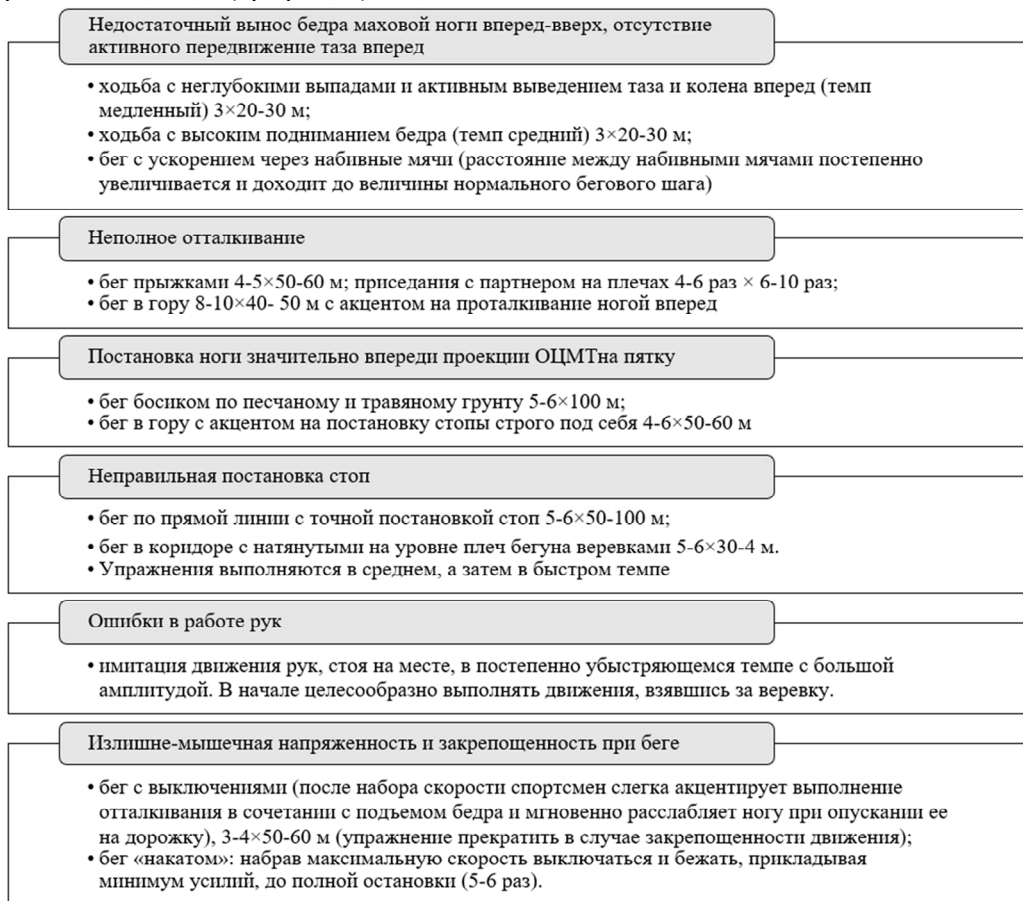 Недостаточный вынос бедра маховой ноги вперед-вверх, отсутствие
активного передвижение таза вперед
• ходьба с неглубокими выпадами и активным выведением таза и колена вперед (темп
медленный) 3×20-30 м;
• ходьба с высоким подниманием бедра (темп средний) 3×20-30 м;
• бег с ускорением через набивные мячи (расстояние между набивными мячами постепенно
увеличивается и доходит до величины нормального бегового шага)
Неполное отталкивание
• бег прыжками 4-5×50-60 м; приседания с партнером на плечах 4-6 раз × 6-10 раз;
• бег в гору 8-10×40- 50 м с акцентом на проталкивание ногой вперед
Постановка ноги значительно впереди проекции ОЦМТна пятку
• бег босиком по песчаному и травяному грунту 5-6×100 м;
• бег в гору с акцентом на постановку стопы строго под себя 4-6×50-60 м
Неправильная постановка стоп
• бег по прямой линии с точной постановкой стоп 5-6×50-100 м;
• бег в коридоре с натянутыми на уровне плеч бегуна веревками 5-6×30-4 м.
• Упражнения выполняются в среднем, а затем в быстром темпе
Ошибки в работе рук
• имитация движения рук, стоя на месте, в постепенно убыстряющемся темпе с большой
амплитудой. В начале целесообразно выполнять движения, взявшись за веревку.
Излишне-мышечная напряженность и закрепощенность при беге
• бег с выключениями (после набора скорости спортсмен слегка акцентирует выполнение
отталкивания в сочетании с подъемом бедра и мгновенно расслабляет ногу при опускании ее
на дорожку), 3-4×50-60 м (упражнение прекратить в случае закрепощенности движения);
• бег «накатом»: набрав максимальную скорость выключаться и бежать, прикладывая
минимум усилий, до полной остановки (5-6 раз).